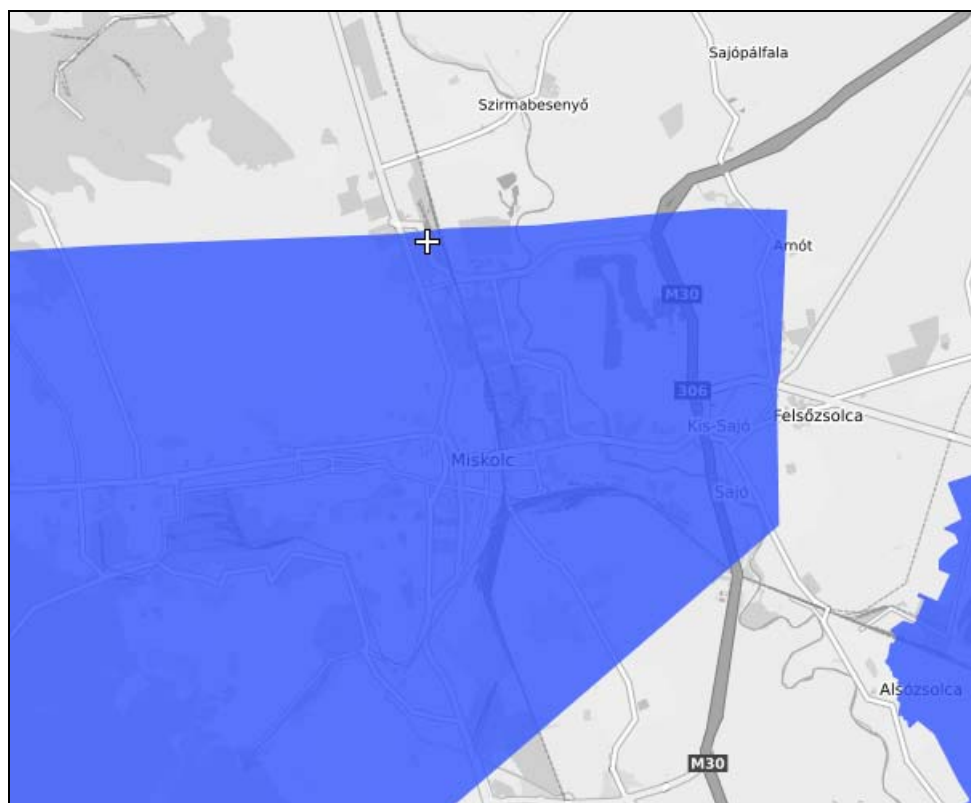 Sajópálfala
Szirmabesenyő
Arnót
M30
306
Felsőzsolca
Kis-Sajó
Miskolc
Sajó
Alsózsolca
M30